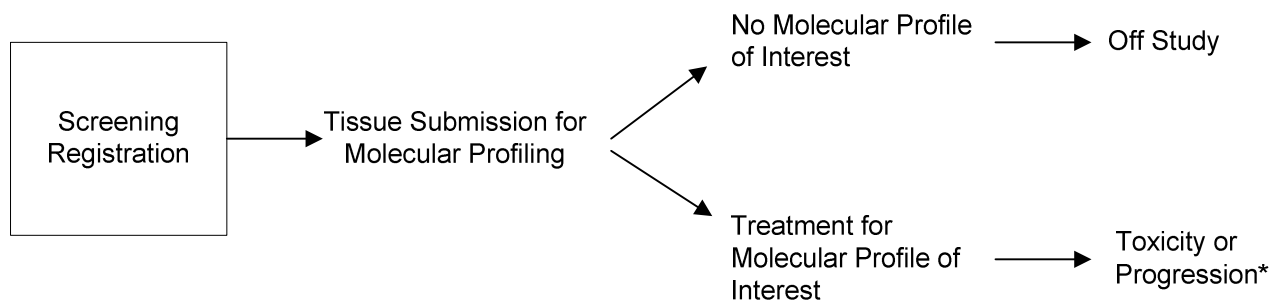 Screening
Registration
Tissue Submission for
Molecular Profiling
No Molecular Profile
of Interest
Off Study
Treatment for
Molecular Profile of
Interest
Toxicity or
Progression*